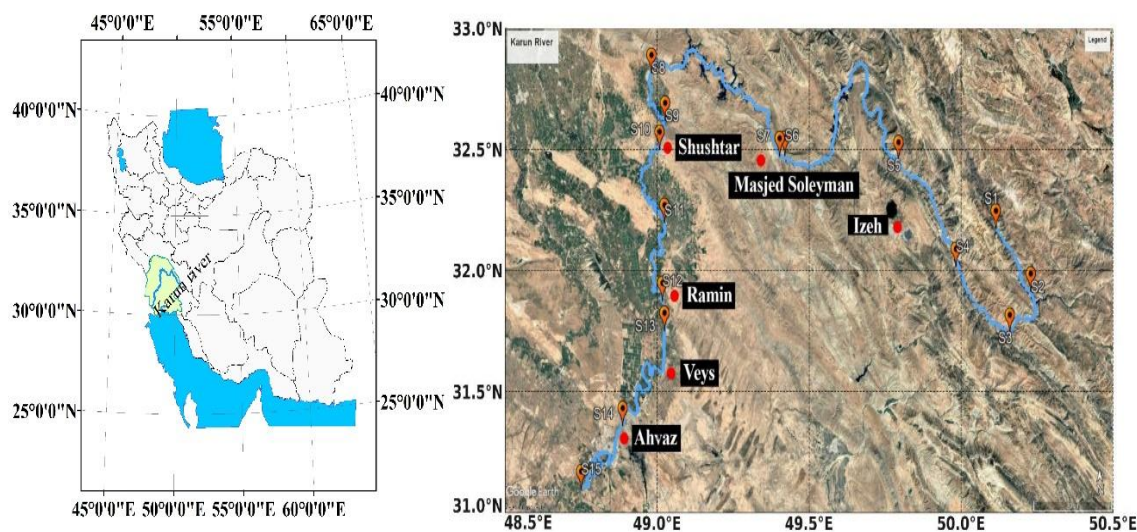 45°0'0"E
55°0'0"E
65°0'0"E
40°0'0"N
35°0'0"N
30°0'0"N
25°0'0"N
40°0'0"N
35°0'0"N
30°0'0"N
25°0'0"N
Karun river
45°0'0"E 50°0'0"E 55°0'0"E 60°0'0"E
33.0°N
32.5°N
32.0°N
31.5°N
31.0°N
Karun River
Legend
S8
S9
S10
Shushtar
S7
S6
Masjed Soleyman
S5
S11
Izeh
S1
S4
S2
S12
Ramin
S13
S3
Veys
S14
Ahvaz
S15
Google Earth
48.5°E
49.0°E
49.5°E
50.0°E
50.5°E